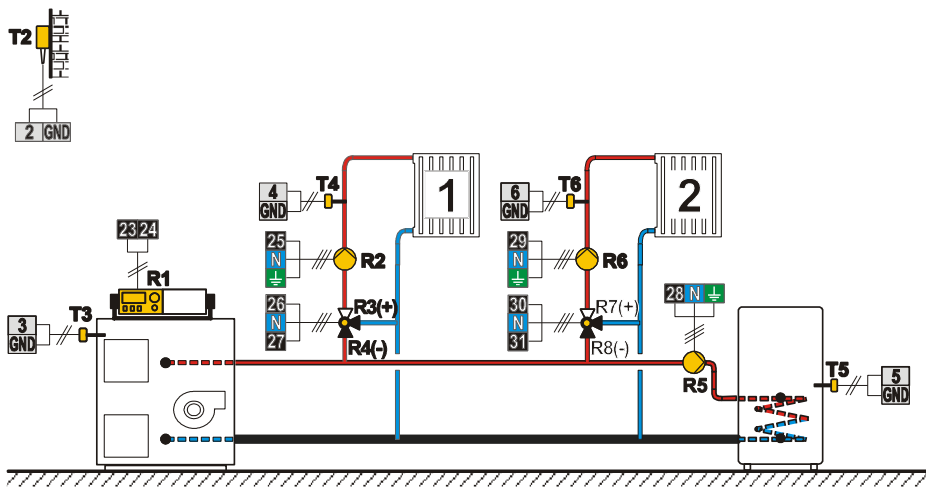 T2
2 GND
4
GND
T4
1
6
GND
T6
2
23 24
R1
25
N
R2
29
N
R6
28 N
3
GND
T3
26
N
27
R3(+)
R4(-)
30
N
31
R7(+)
R8(-)
R5
T5
5
GND